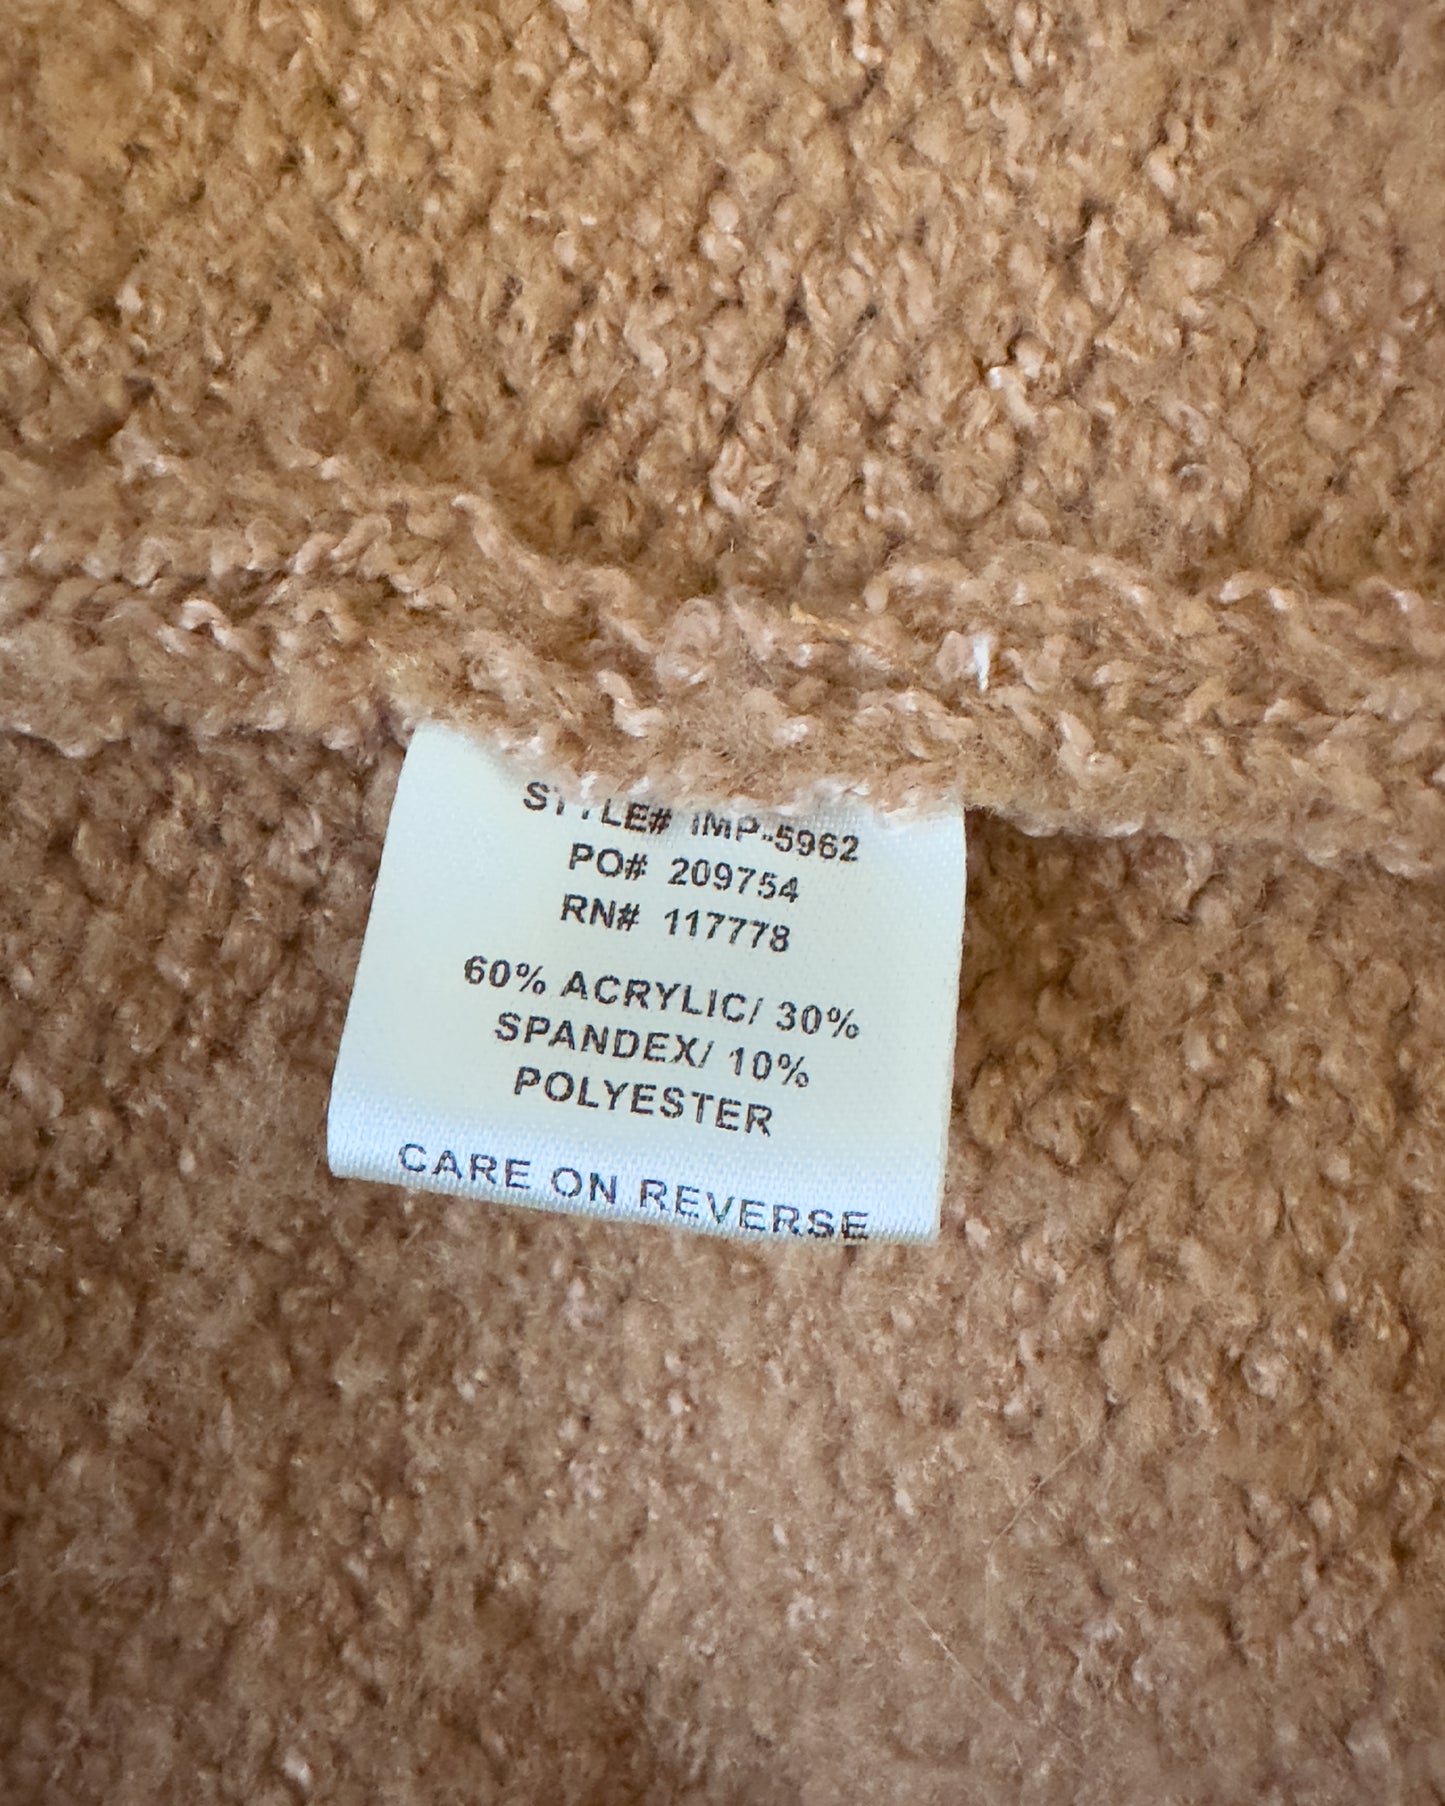 STYLE# IMP-5962
PO# 209754
RN# 117778
60% ACRYLIC/ 30%
SPANDEX/ 10%
POLYESTER
CARE ON REVERSE